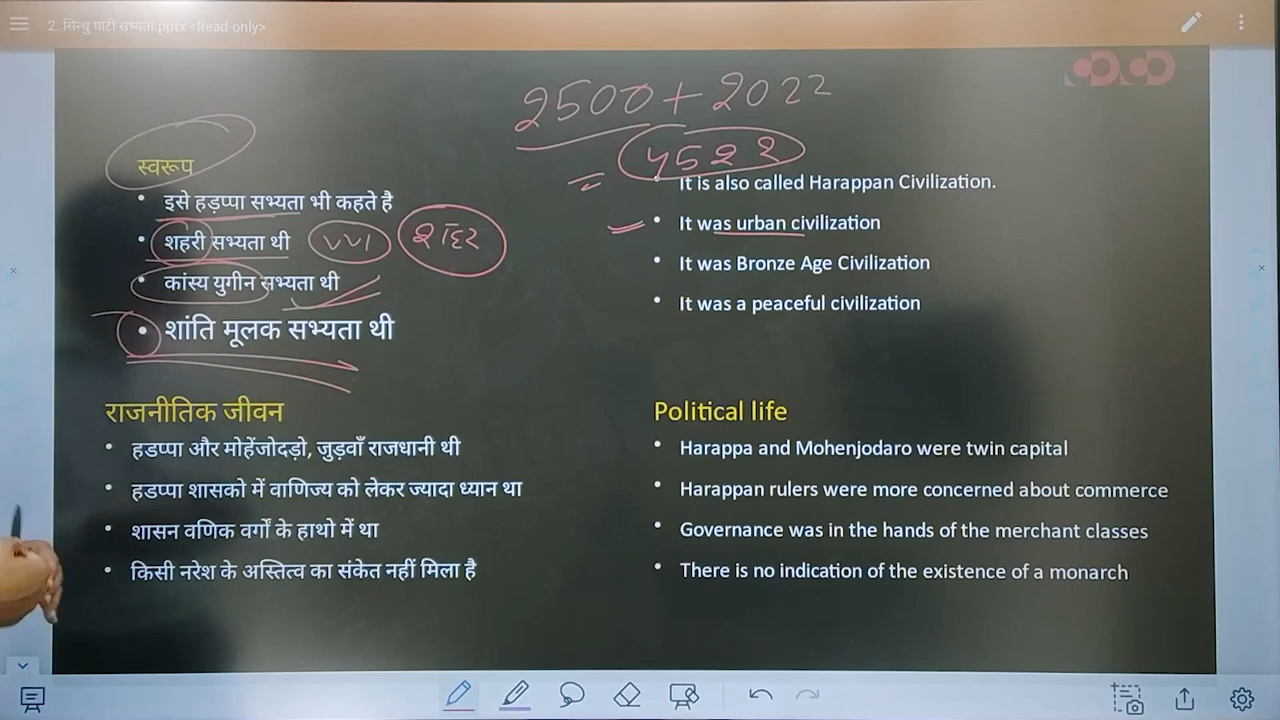 2. सिन्धु घाटी सभ्यता.pptx <Read-only>
2500+2022
4522
स्वरूप
इसे हड़प्पा सभ्यता भी कहते है
शहरी सभ्यता थी
शहर
कांस्य युगीन सभ्यता थी
शांति मूलक सभ्यता थी
It is also called Harappan Civilization.
It was urban civilization
It was Bronze Age Civilization
It was a peaceful civilization
राजनीतिक जीवन
हडप्पा और मोहेंजोदड़ो, जुड़वाँ राजधानी थी
हडप्पा शासको में वाणिज्य को लेकर ज्यादा ध्यान था
शासन वणिक वर्गों के हाथो में था
किसी नरेश के अस्तित्व का संकेत नहीं मिला है
Political life
Harappa and Mohenjodaro were twin capital
Harappan rulers were more concerned about commerce
Governance was in the hands of the merchant classes
There is no indication of the existence of a monarch